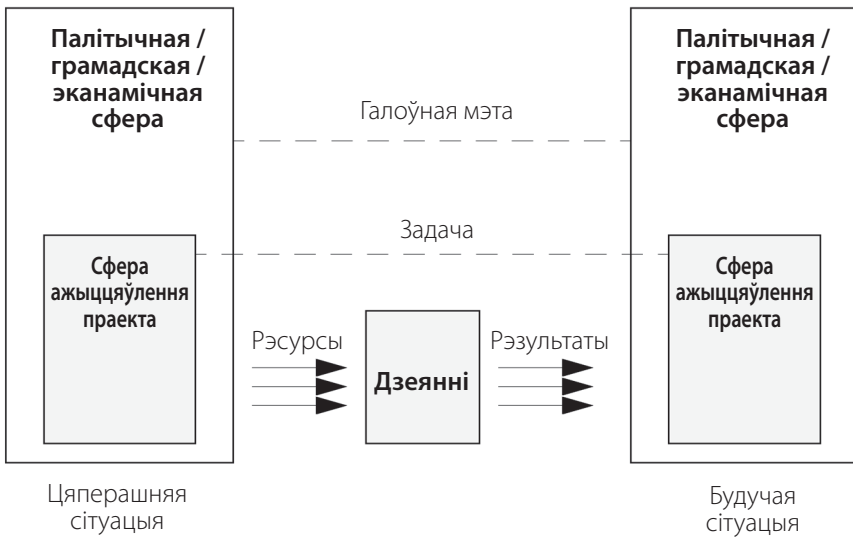 Палітычная /
грамадская /
эканамічная
сфера
Галоўная мэта
Палітычная /
грамадская /
эканамічная
сфера
Задача
Сфера
ажыццяўлення
праекта
Рэсурсы
Дзеянні
Рэзультаты
Сфера
ажыццяўлення
праекта
Цяперашняя
сітуацыя
Будучая
сітуацыя